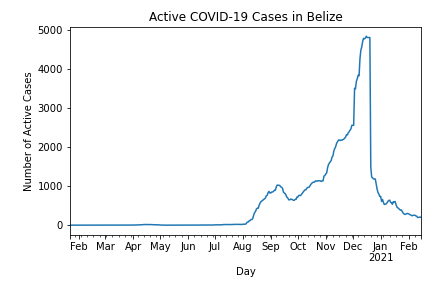 Active COVID-19 Cases in Belize
Number of Active Cases
5000
4000
3000
2000
1000
0
Feb Mar Apr May Jun Jul Aug Sep Oct Nov Dec Jan Feb
2021
Day